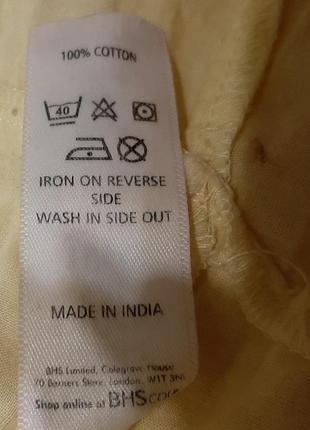 100% COTTON
40
IRON ON REVERSE
SIDE
WASH IN SIDE OUT
MADE IN INDIA
BHS Limited, Colegrave House
70 Berners Street, London, W1T 3NL
Shop online at BHS.CO